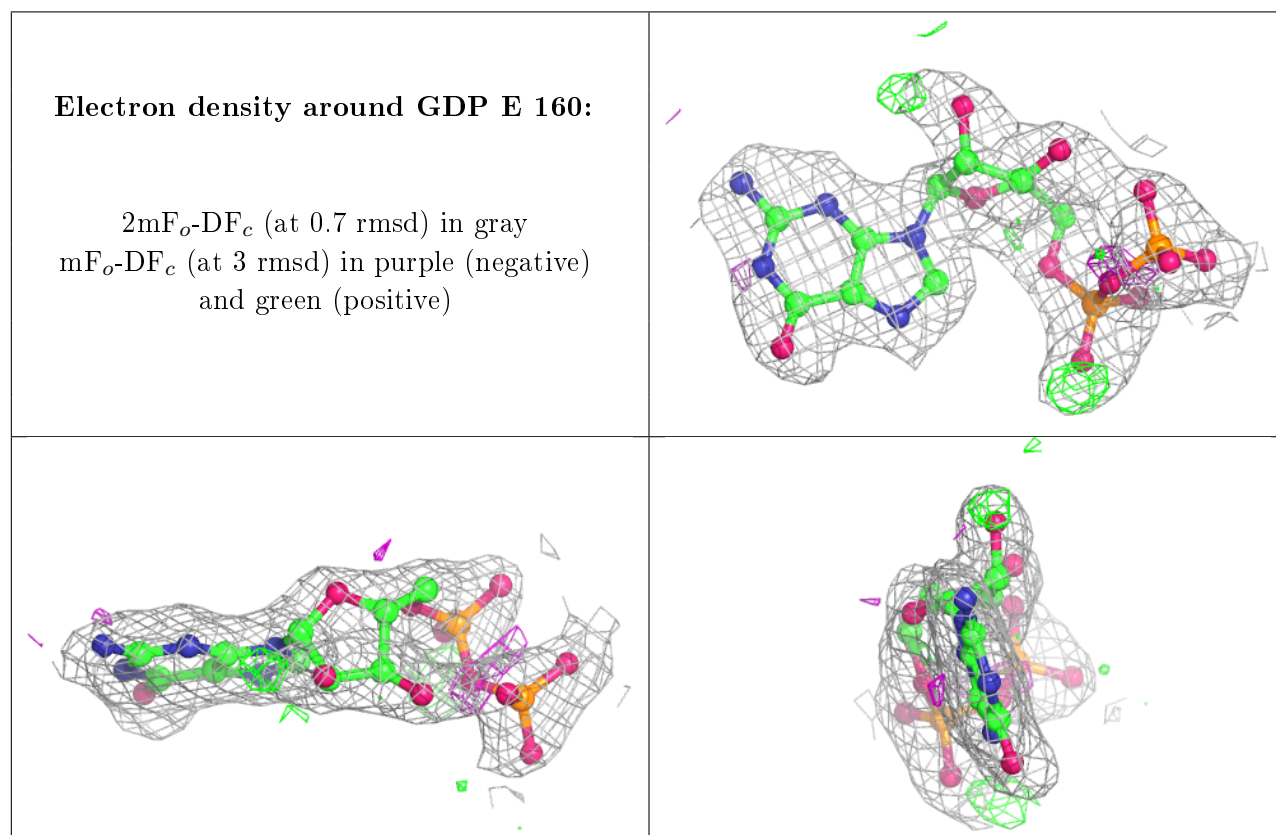 Electron density around GDP E 160:
2mFo-DFc (at 0.7 rmsd) in gray
mFo-DFc (at 3 rmsd) in purple (negative)
and green (positive)